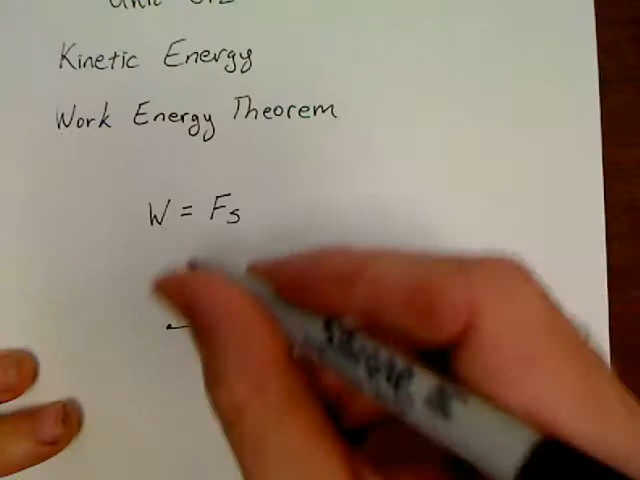 Kinetic Energy
Work Energy Theorem
W = Fs